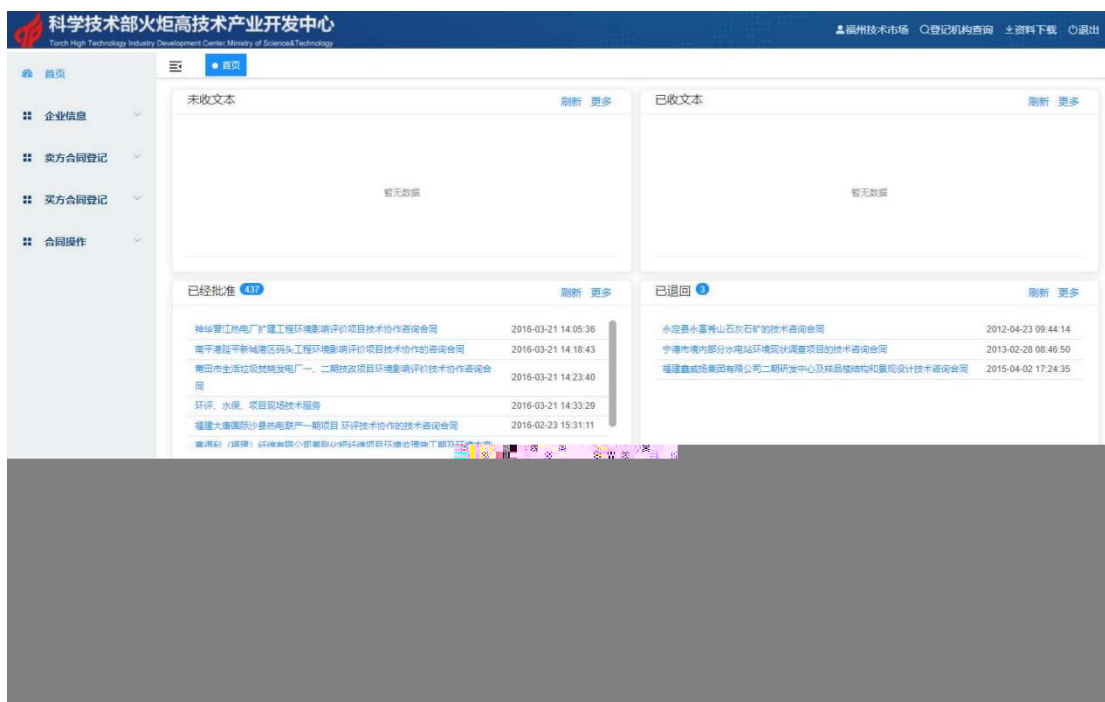 科学技术部火炬高技术产业开发中心
Torch High Technology Industry Development Center Ministry of Science&Technology
福州技术市场 登记机构查询 资料下载 退出
首页
企业信息
卖方合同登记
买方合同登记
合同操作
首页
未收文本 刷新 更多
暂无数据
已收文本 刷新 更多
暂无数据
已经批准 437 刷新 更多
神华晋江热电厂扩建工程环境影响评价项目技术协作咨询合同 2016-03-21 14:05:36
南平港延平新城港区码头工程环境影响评价项目技术协作的咨询合同 2016-03-21 14:18:43
莆田市生活垃圾焚烧发电厂一、二期技改项目环境影响评价技术协作咨询合
同 2016-03-21 14:23:40
环评、水保、项目现场技术服务 2016-03-21 14:33:29
福建大唐国际沙县热电联产一期项目 环评技术协作的技术咨询合同 2016-02-23 15:31:11
已退回 3 刷新 更多
永定县永富秀山石灰石矿的技术咨询合同 2012-04-23 09:44:14
宁德市境内部分水电站环境现状调查项目的技术咨询合同 2013-02-28 08:46:50
福建鑫威扬集团有限公司二期研发中心及样品楼结构和景观设计技术咨询合同 2015-04-02 17:24:35